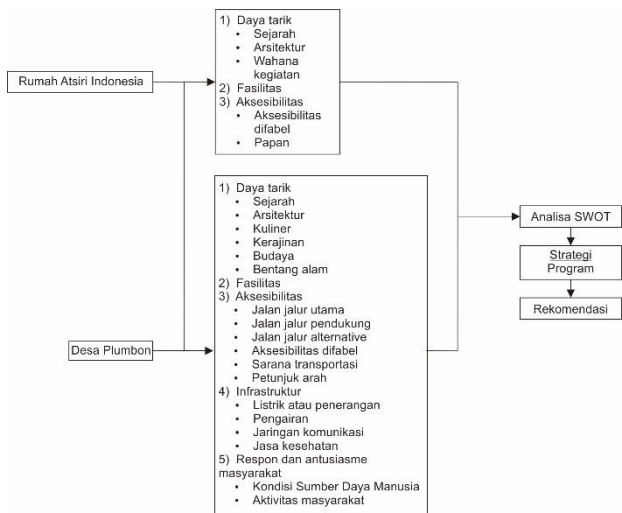 Rumah Atsiri Indonesia
1) Daya tarik
• Sejarah
• Arsitektur
• Wahana
kegiatan
2) Fasilitas
3) Aksesibilitas
• Aksesibilitas
difabel
• Papan
Desa Plumbon
1) Daya tarik
• Sejarah
• Arsitektur
• Kuliner
• Kerajinan
• Budaya
• Bentang alam
2) Fasilitas
3) Aksesibilitas
• Jalan jalur utama
• Jalan jalur pendukung
• Jalan jalur alternative
• Aksesibilitas difabel
• Sarana transportasi
• Petunjuk arah
4) Infrastruktur
• Listrik atau penerangan
• Pengairan
• Jaringan komunikasi
• Jasa kesehatan
5) Respon dan antusiasme
masyarakat
• Kondisi Sumber Daya Manusia
• Aktivitas masyarakat
Analisa SWOT
Strategi
Program
Rekomendasi